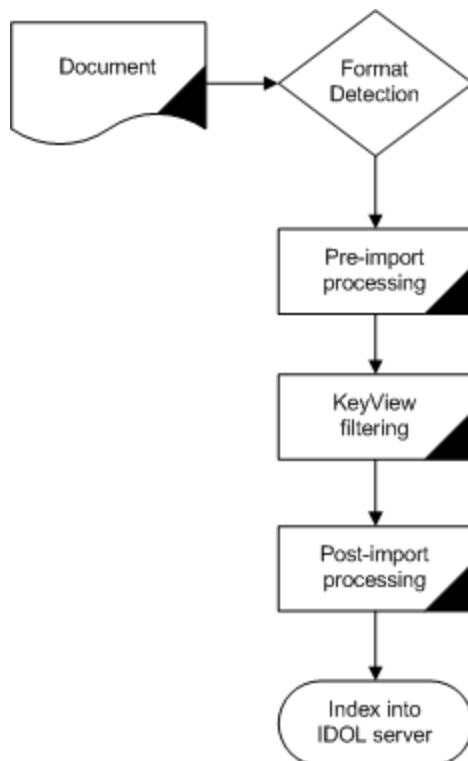 Document
Format
Detection
Pre-import
processing
KeyView
filtering
Post-import
processing
Index into
IDOL server